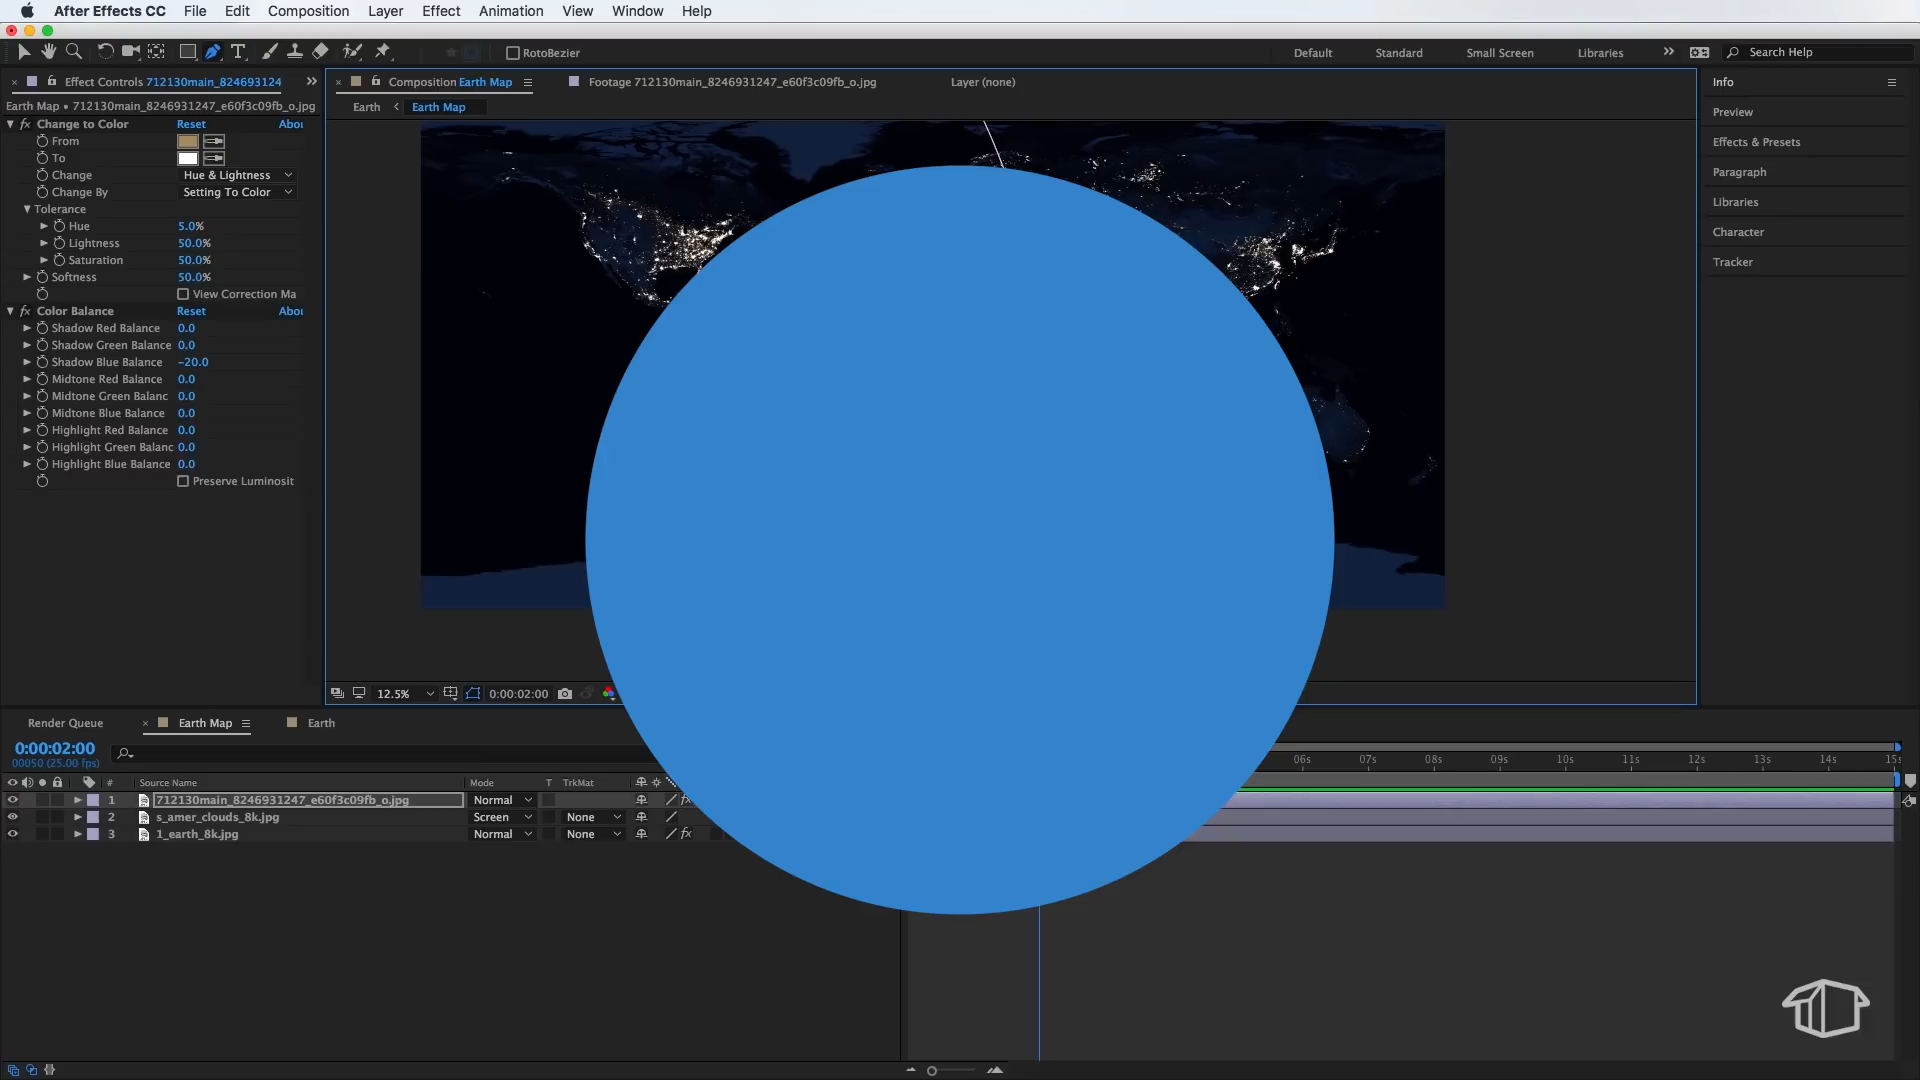 After Effects CC File Edit Composition Layer Effect Animation View Window Help
RotoBezier Default Standard Small Screen Libraries Search Help
Effect Controls 712130main_824693124
Composition Earth Map Footage 712130main_8246931247_e60f3c09fb_o.jpg Layer (none)
Earth Map • 712130main_8246931247_e60f3c09fb_o.jpg
Earth Earth Map
Change to Color Reset Abou
From
To
Change Hue & Lightness
Change By Setting To Color
Tolerance
Hue 5.0%
Lightness 50.0%
Saturation 50.0%
Softness 50.0%
View Correction Ma
Color Balance Reset Abou
Shadow Red Balance 0.0
Shadow Green Balance 0.0
Shadow Blue Balance -20.0
Midtone Red Balance 0.0
Midtone Green Balanc 0.0
Midtone Blue Balance 0.0
Highlight Red Balance 0.0
Highlight Green Balanc 0.0
Highlight Blue Balance 0.0
Preserve Luminosit
Info
Preview
Effects & Presets
Paragraph
Libraries
Character
Tracker
12.5% 0:00:02:00
Render Queue Earth Map Earth
0:00:02:00
00050 (25.00 fps)
06s 07s 08s 09s 10s 11s 12s 13s 14s 15s
# Source Name Mode T TrkMat
1 712130main_8246931247_e60f3c09fb_o.jpg Normal fx
2 s_amer_clouds_8k.jpg Screen None
3 1_earth_8k.jpg Normal None fx